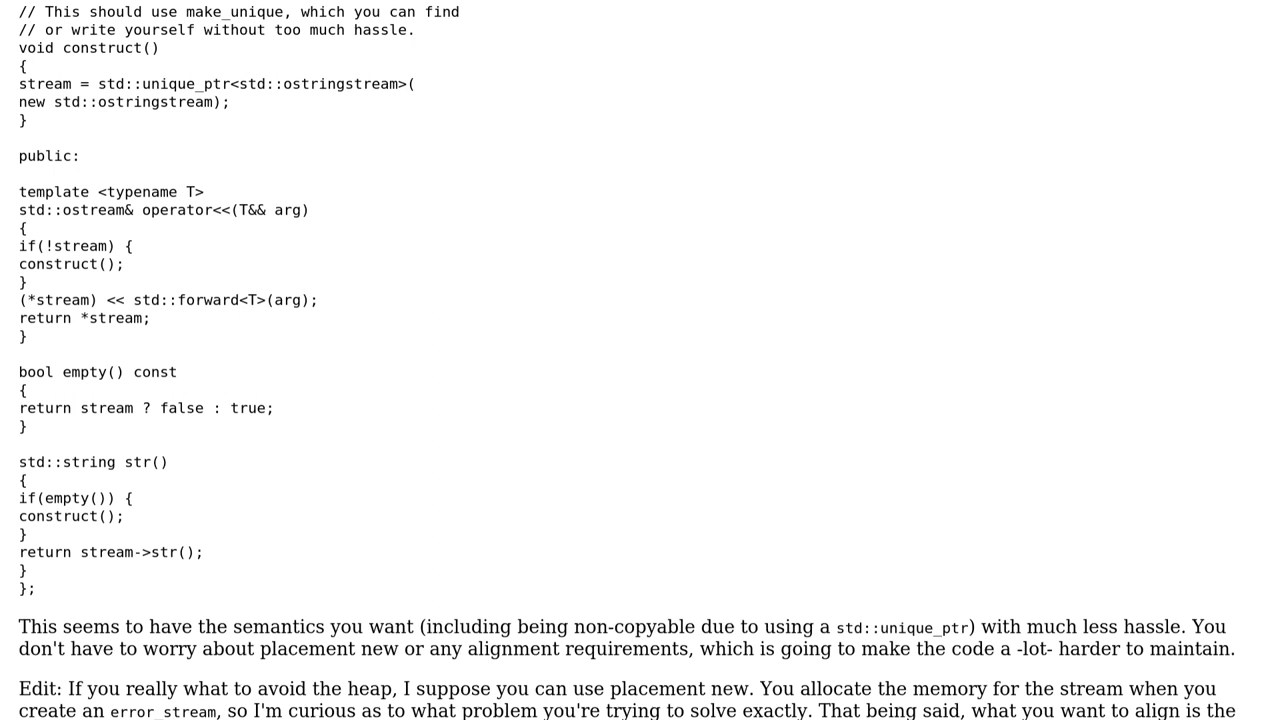 // This should use make_unique, which you can find
// or write yourself without too much hassle.
void construct()
{
stream = std::unique_ptr<std::ostringstream>(
new std::ostringstream);
}
public:
template <typename T>
std::ostream& operator<<(T&& arg)
{
if(!stream) {
construct();
}
(*stream) << std::forward<T>(arg);
return *stream;
}
bool empty() const
{
return stream ? false : true;
}
std::string str()
{
if(empty()) {
construct();
}
return stream->str();
}
};
This seems to have the semantics you want (including being non-copyable due to using a std::unique_ptr) with much less hassle. You
don't have to worry about placement new or any alignment requirements, which is going to make the code a -lot- harder to maintain.
Edit: If you really what to avoid the heap, I suppose you can use placement new. You allocate the memory for the stream when you
create an error_stream, so I'm curious as to what problem you're trying to solve exactly. That being said, what you want to align is the